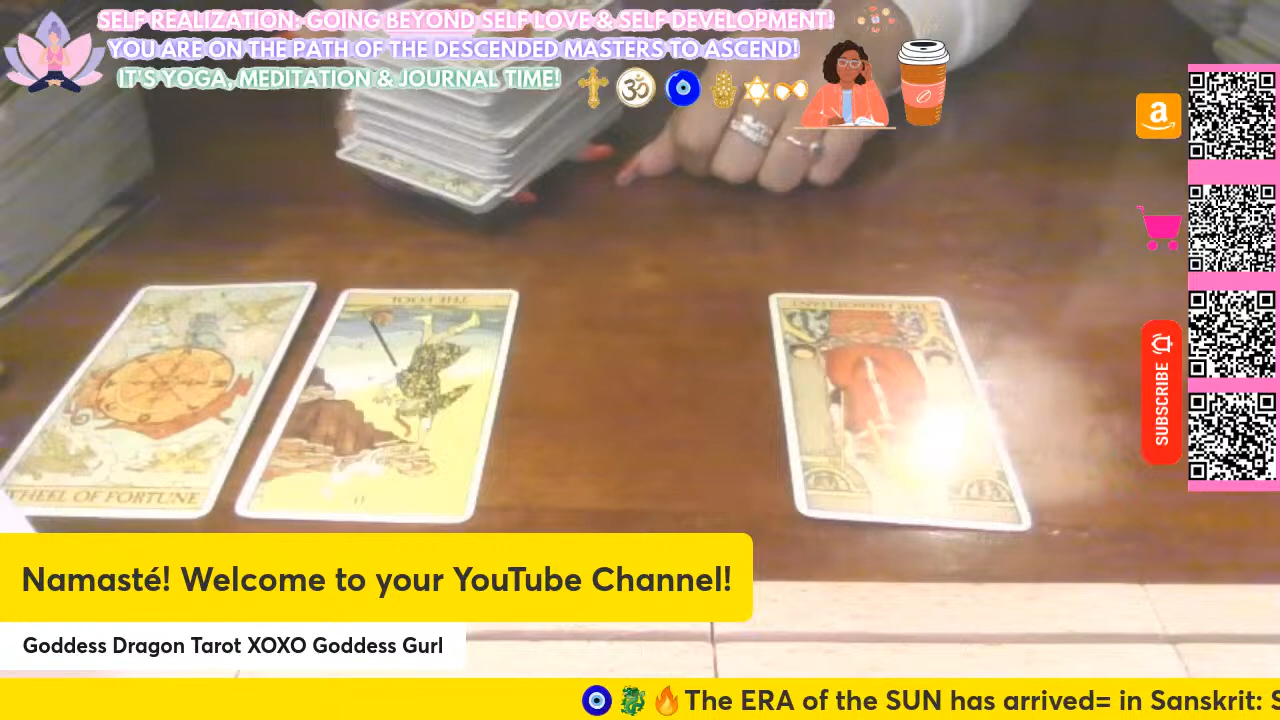 SELF REALIZATION: GOING BEYOND SELF LOVE & SELF DEVELOPMENT!
YOU ARE ON THE PATH OF THE DESCENDED MASTERS TO ASCEND!
IT'S YOGA, MEDITATION & JOURNAL TIME!
a
SUBSCRIBE
THE FOOL
THE HIEROPHANT
WHEEL OF FORTUNE
Namasté! Welcome to your YouTube Channel!
Goddess Dragon Tarot XOXO Goddess Gurl
The ERA of the SUN has arrived= in Sanskrit: S